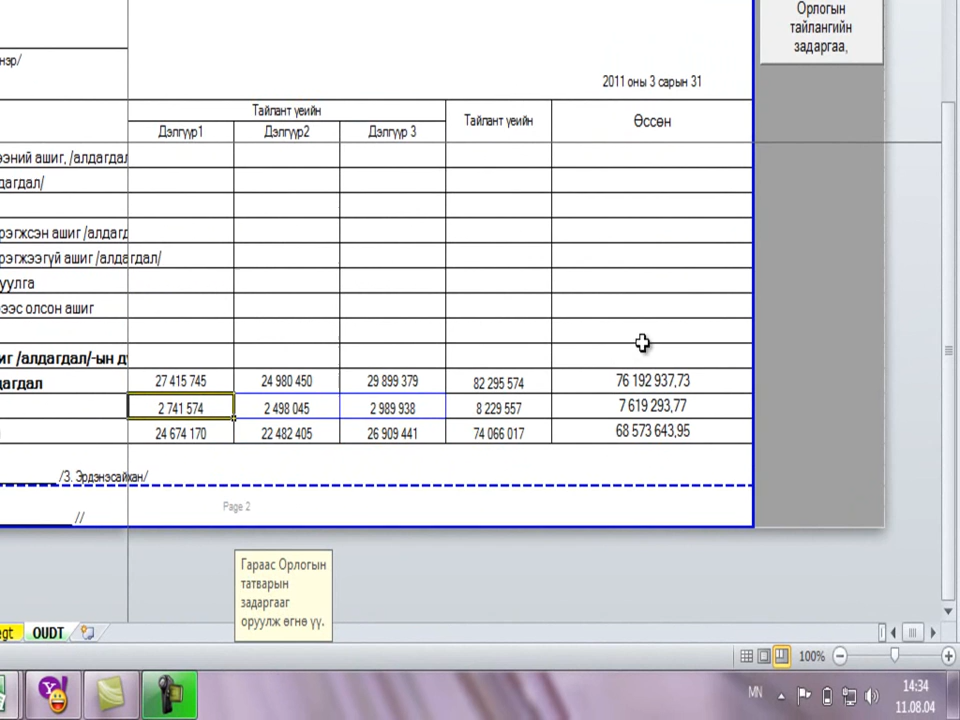 Орлогын
тайлангийн
задаргаа,
нэр/
2011 оны 3 сарын 31
Тайлант үеийн
Тайлант үеийн
Өссөн
Дэлгүүр1
Дэлгүүр2
Дэлгүүр 3
ээний ашиг, /алдагдал
дагдал/
рэгжсэн ашиг /алдагд
рэгжээгүй ашиг /алдагдал/
уулга
ээс олсон ашиг
иг /алдагдал/-ын д
дагдал
27 415 745
24 980 450
29 899 379
82 295 574
76 192 937,73
2 741 574
2 498 045
2 989 938
8 229 557
7 619 293,77
24 674 170
22 482 405
26 909 441
74 066 017
68 573 643,95
/З. Эрдэнэсайхан/
Page 2
//
Гараас Орлогын
татварын
задаргааг
оруулж өгнө үү.
egt
OUDT
100%
MN
14:34
11.08.04